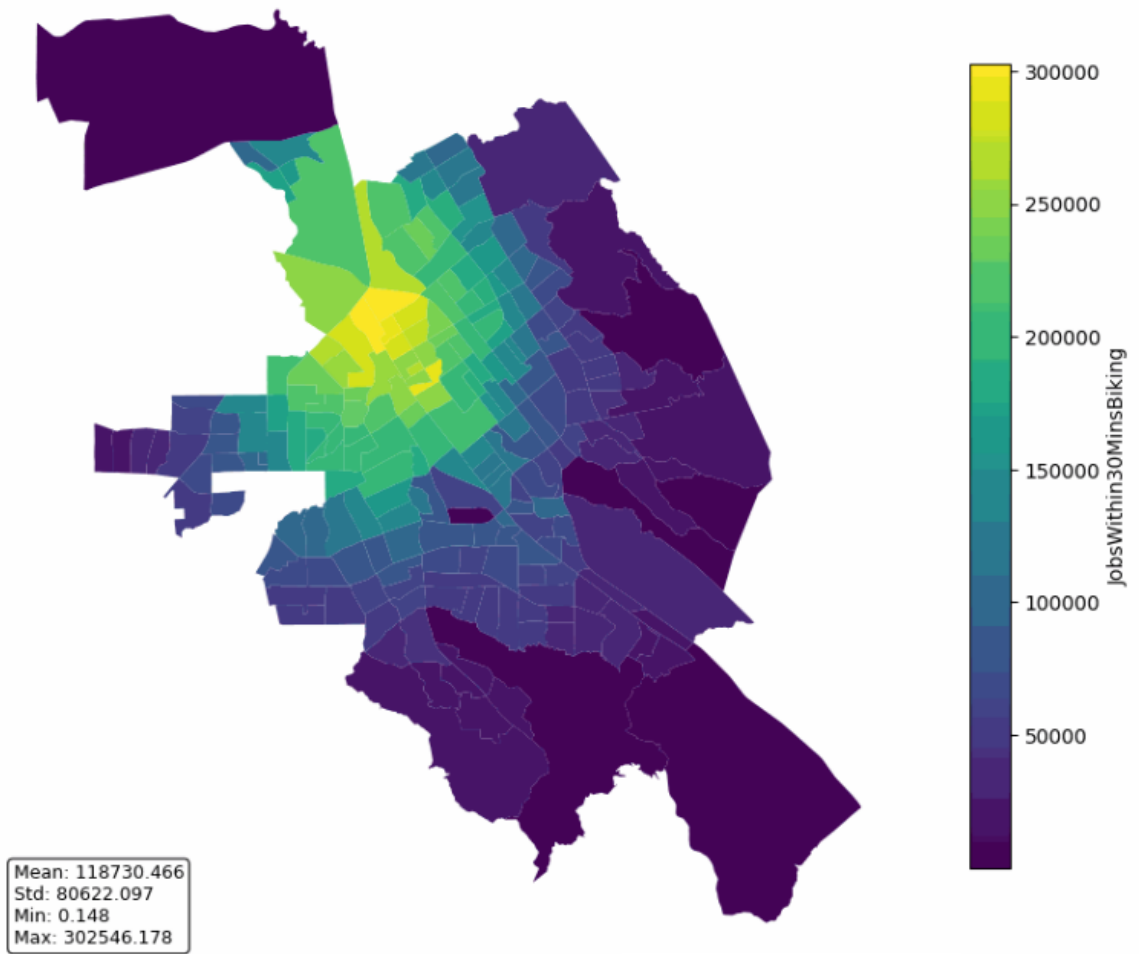 300000
250000
200000
150000
100000
50000
JobsWithin30MinsBiking
Mean: 118730.466
Std: 80622.097
Min: 0.148
Max: 302546.178